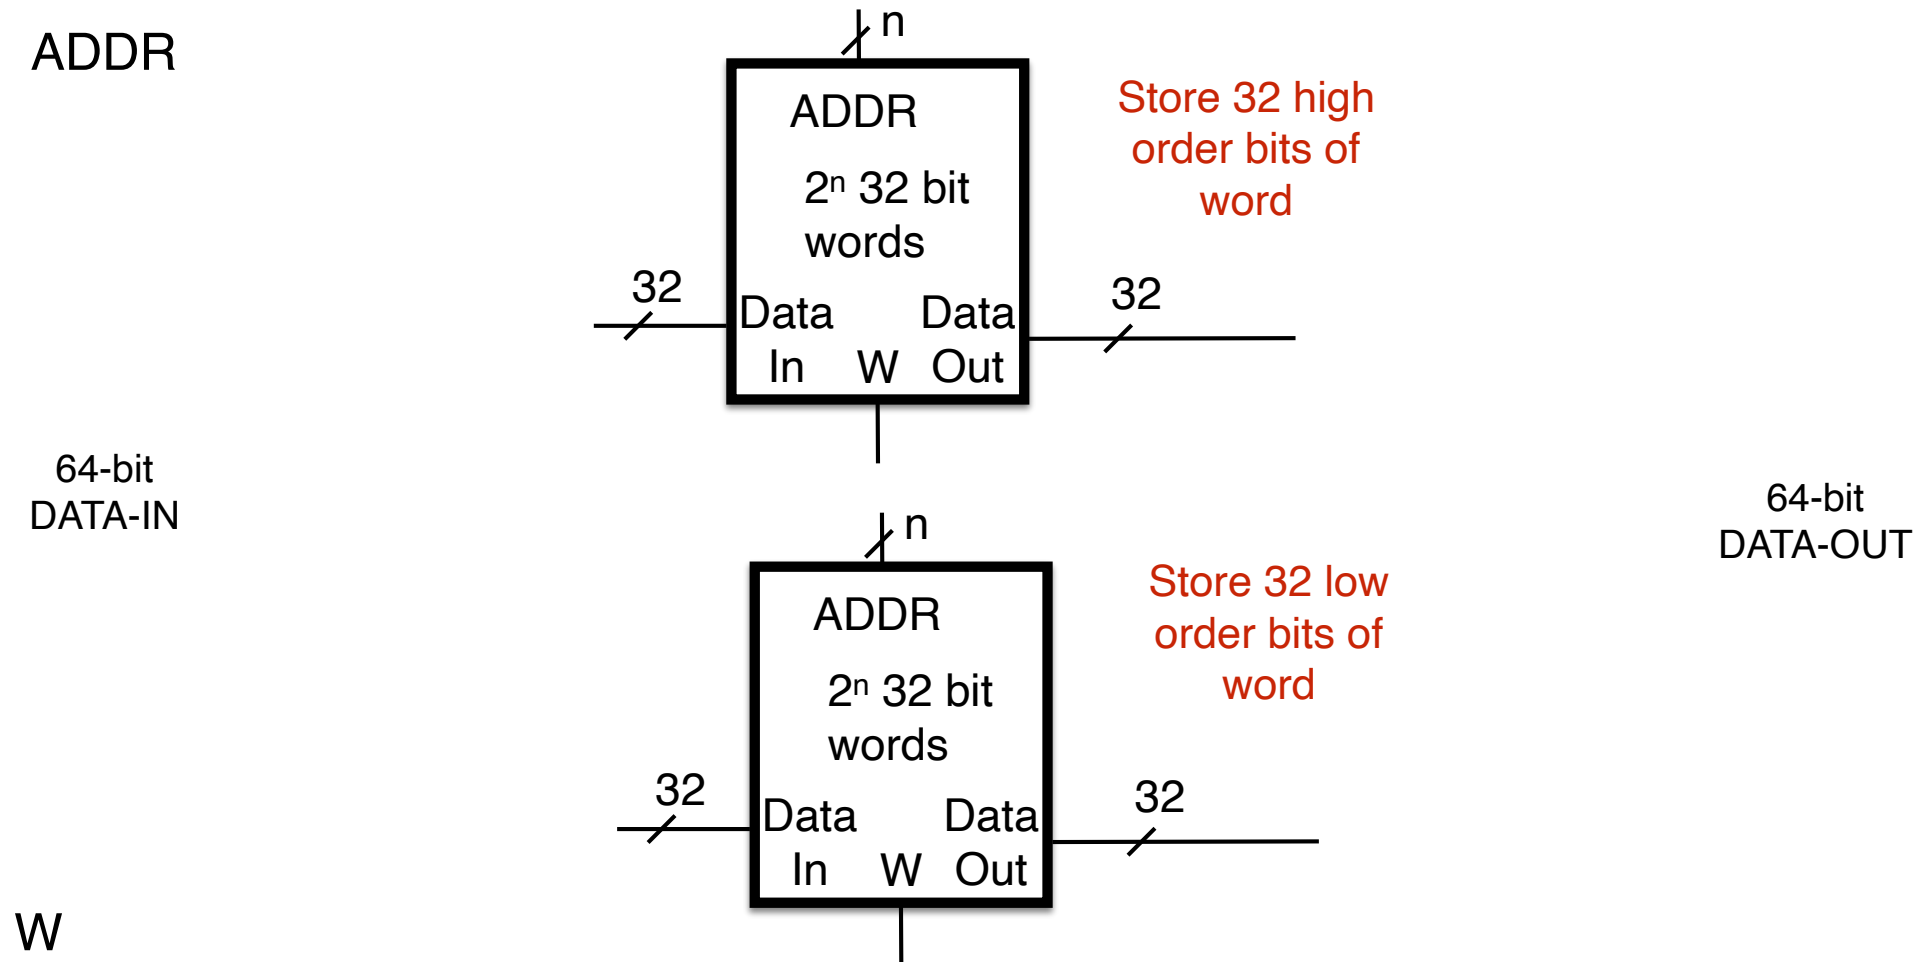 ADDR
n
ADDR
2ⁿ 32 bit
words
32
Data
In
W
Data
Out
32
Store 32 high
order bits of
word
64-bit
DATA-IN
64-bit
DATA-OUT
n
ADDR
2ⁿ 32 bit
words
32
Data
In
W
Data
Out
32
Store 32 low
order bits of
word
W